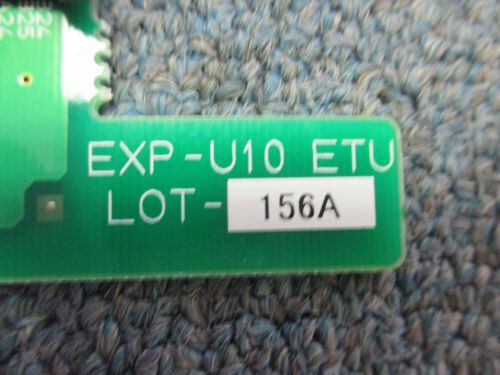 EXP-U10 ETU
LOT- 156A